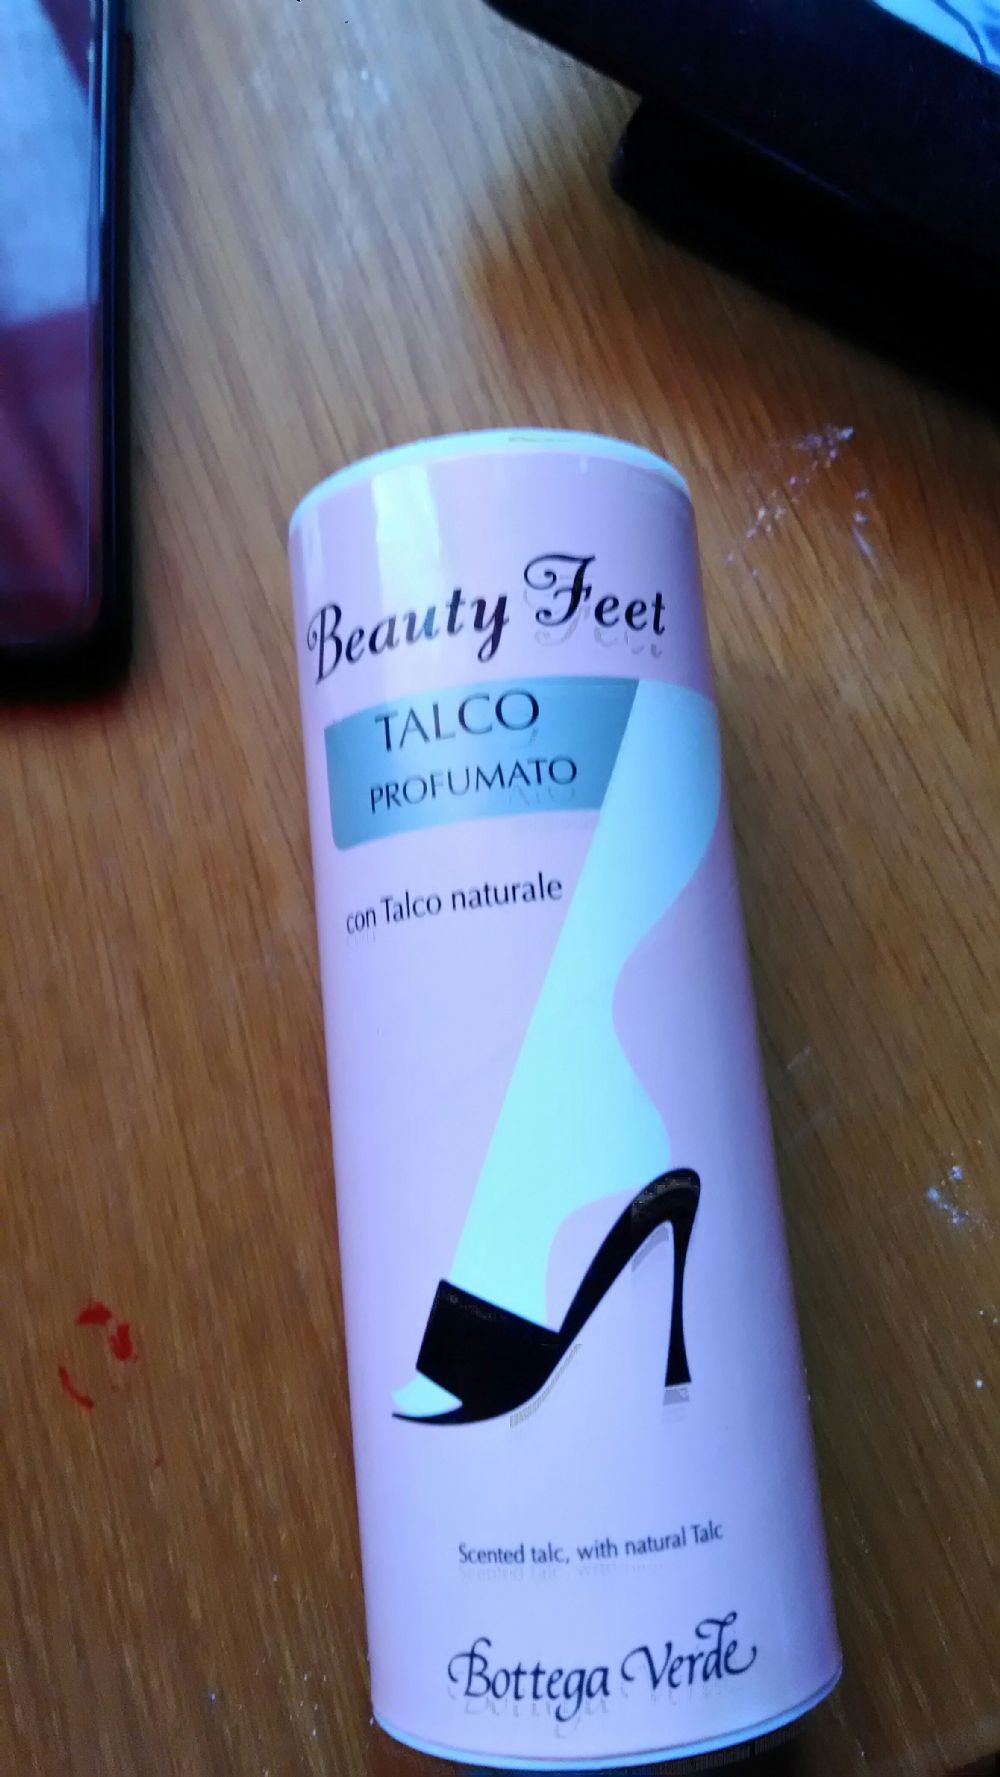 Beauty Feet
TALCO
PROFUMATO
con Talco naturale
Scented talc, with natural Talc
Bottega Verde